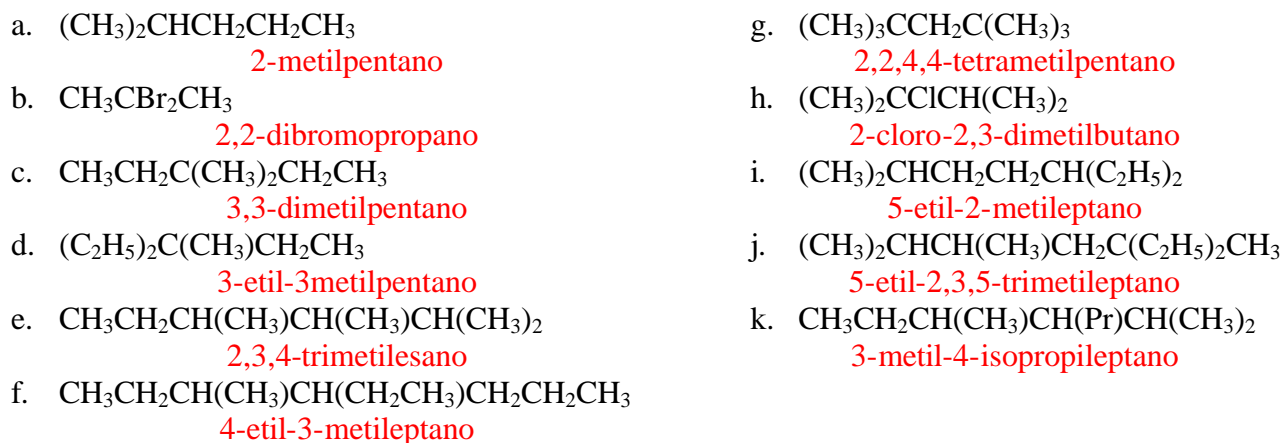 a. (CH₃)₂CHCH₂CH₂CH₃
2-metilpentano
b. CH₃CBr₂CH₃
2,2-dibromopropano
c. CH₃CH₂C(CH₃)₂CH₂CH₃
3,3-dimetilpentano
d. (C₂H₅)₂C(CH₃)CH₂CH₃
3-etil-3metilpentano
e. CH₃CH₂CH(CH₃)CH(CH₃)CH(CH₃)₂
2,3,4-trimetilesano
f. CH₃CH₂CH(CH₃)CH(CH₂CH₃)CH₂CH₂CH₃
4-etil-3-metileptano
g. (CH₃)₃CCH₂C(CH₃)₃
2,2,4,4-tetrametilpentano
h. (CH₃)₂CClCH(CH₃)₂
2-cloro-2,3-dimetilbutano
i. (CH₃)₂CHCH₂CH₂CH(C₂H₅)₂
5-etil-2-metileptano
j. (CH₃)₂CHCH(CH₃)CH₂C(C₂H₅)₂CH₃
5-etil-2,3,5-trimetileptano
k. CH₃CH₂CH(CH₃)CH(Pr)CH(CH₃)₂
3-metil-4-isopropileptano